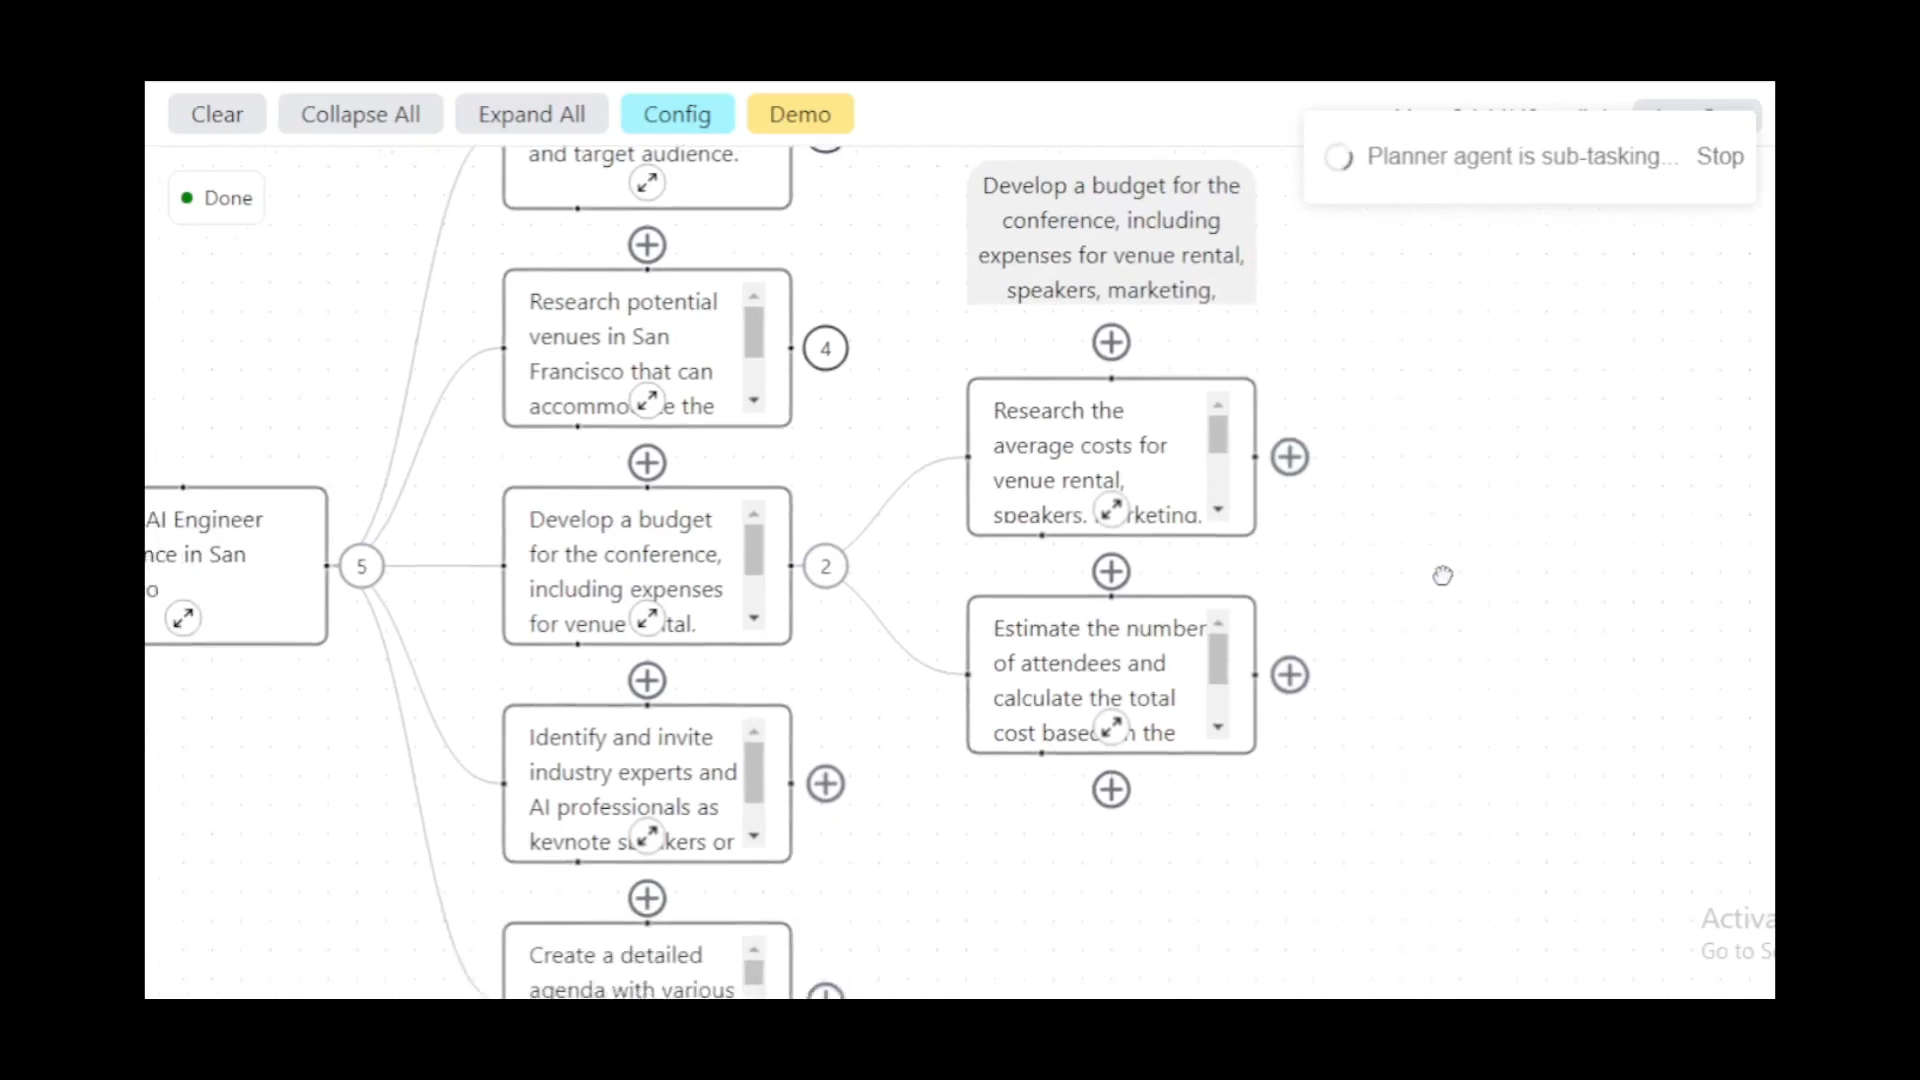 Clear
Collapse All
Expand All
Config
Demo
Planner agent is sub-tasking...
Stop
Done
and target audience.
Develop a budget for the
conference, including
expenses for venue rental,
speakers, marketing,
Research potential
venues in San
Francisco that can
the
4
AI Engineer
in San
o
5
Develop a budget
for the conference,
including expenses
for venue
2
Research the
average costs for
venue rental,
speakers,
Estimate the number
of attendees and
calculate the total
cost the
Identify and invite
industry experts and
AI professionals as
keynote or
Create a detailed
agenda with various
Activa
Go to S